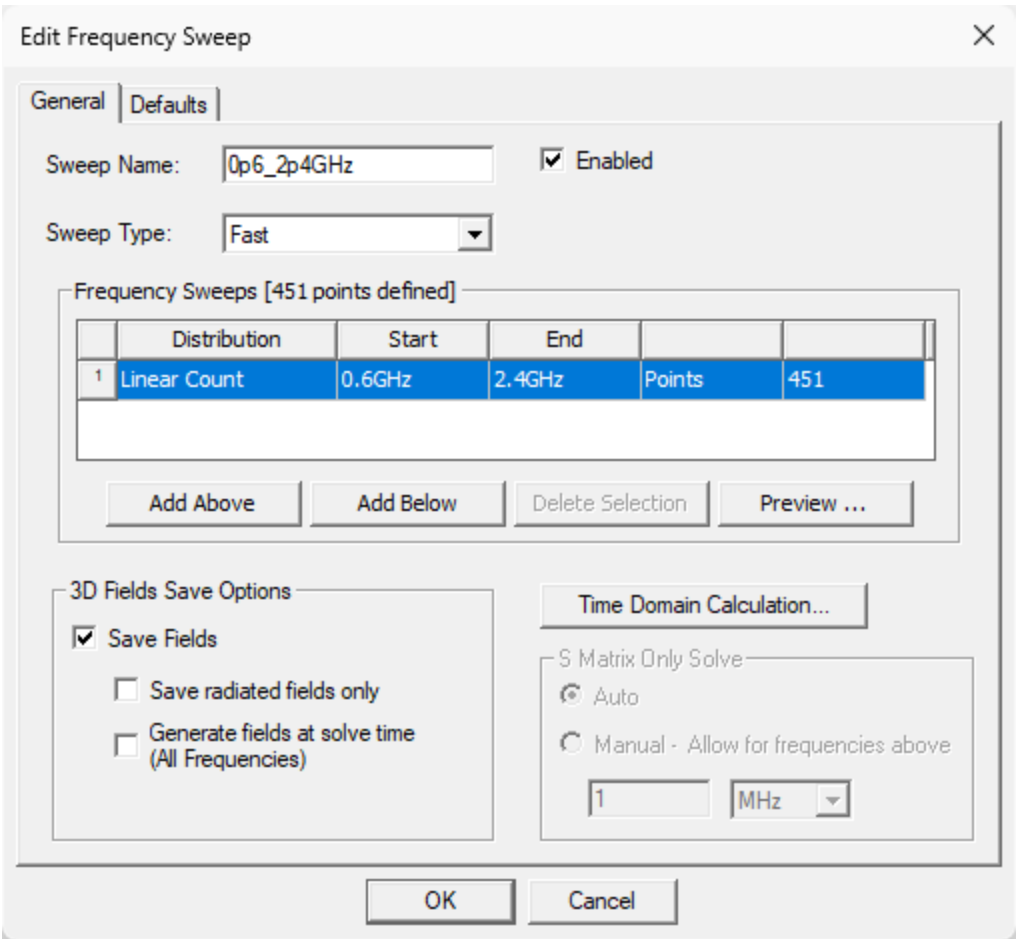 Edit Frequency Sweep
General Defaults
Sweep Name: 0p6_2p4GHz Enabled
Sweep Type: Fast
Frequency Sweeps [451 points defined]
Distribution Start End
1 Linear Count 0.6GHz 2.4GHz Points 451
Add Above Add Below Delete Selection Preview ...
3D Fields Save Options
Save Fields
Save radiated fields only
Generate fields at solve time
(All Frequencies)
Time Domain Calculation...
S Matrix Only Solve
Auto
Manual - Allow for frequencies above
1 MHz
OK Cancel